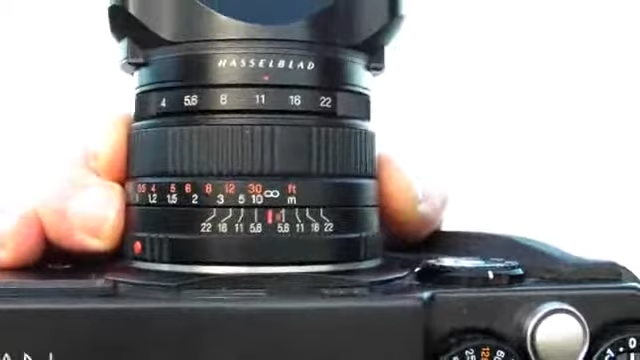 HASSELBLAD
4 5,6 8 11 16 22
4 5 6 8 12 30 ft
1 1,2 1,5 2 3 5 10 ∞ m
22 16 11 5,6 5,6 11 16 22